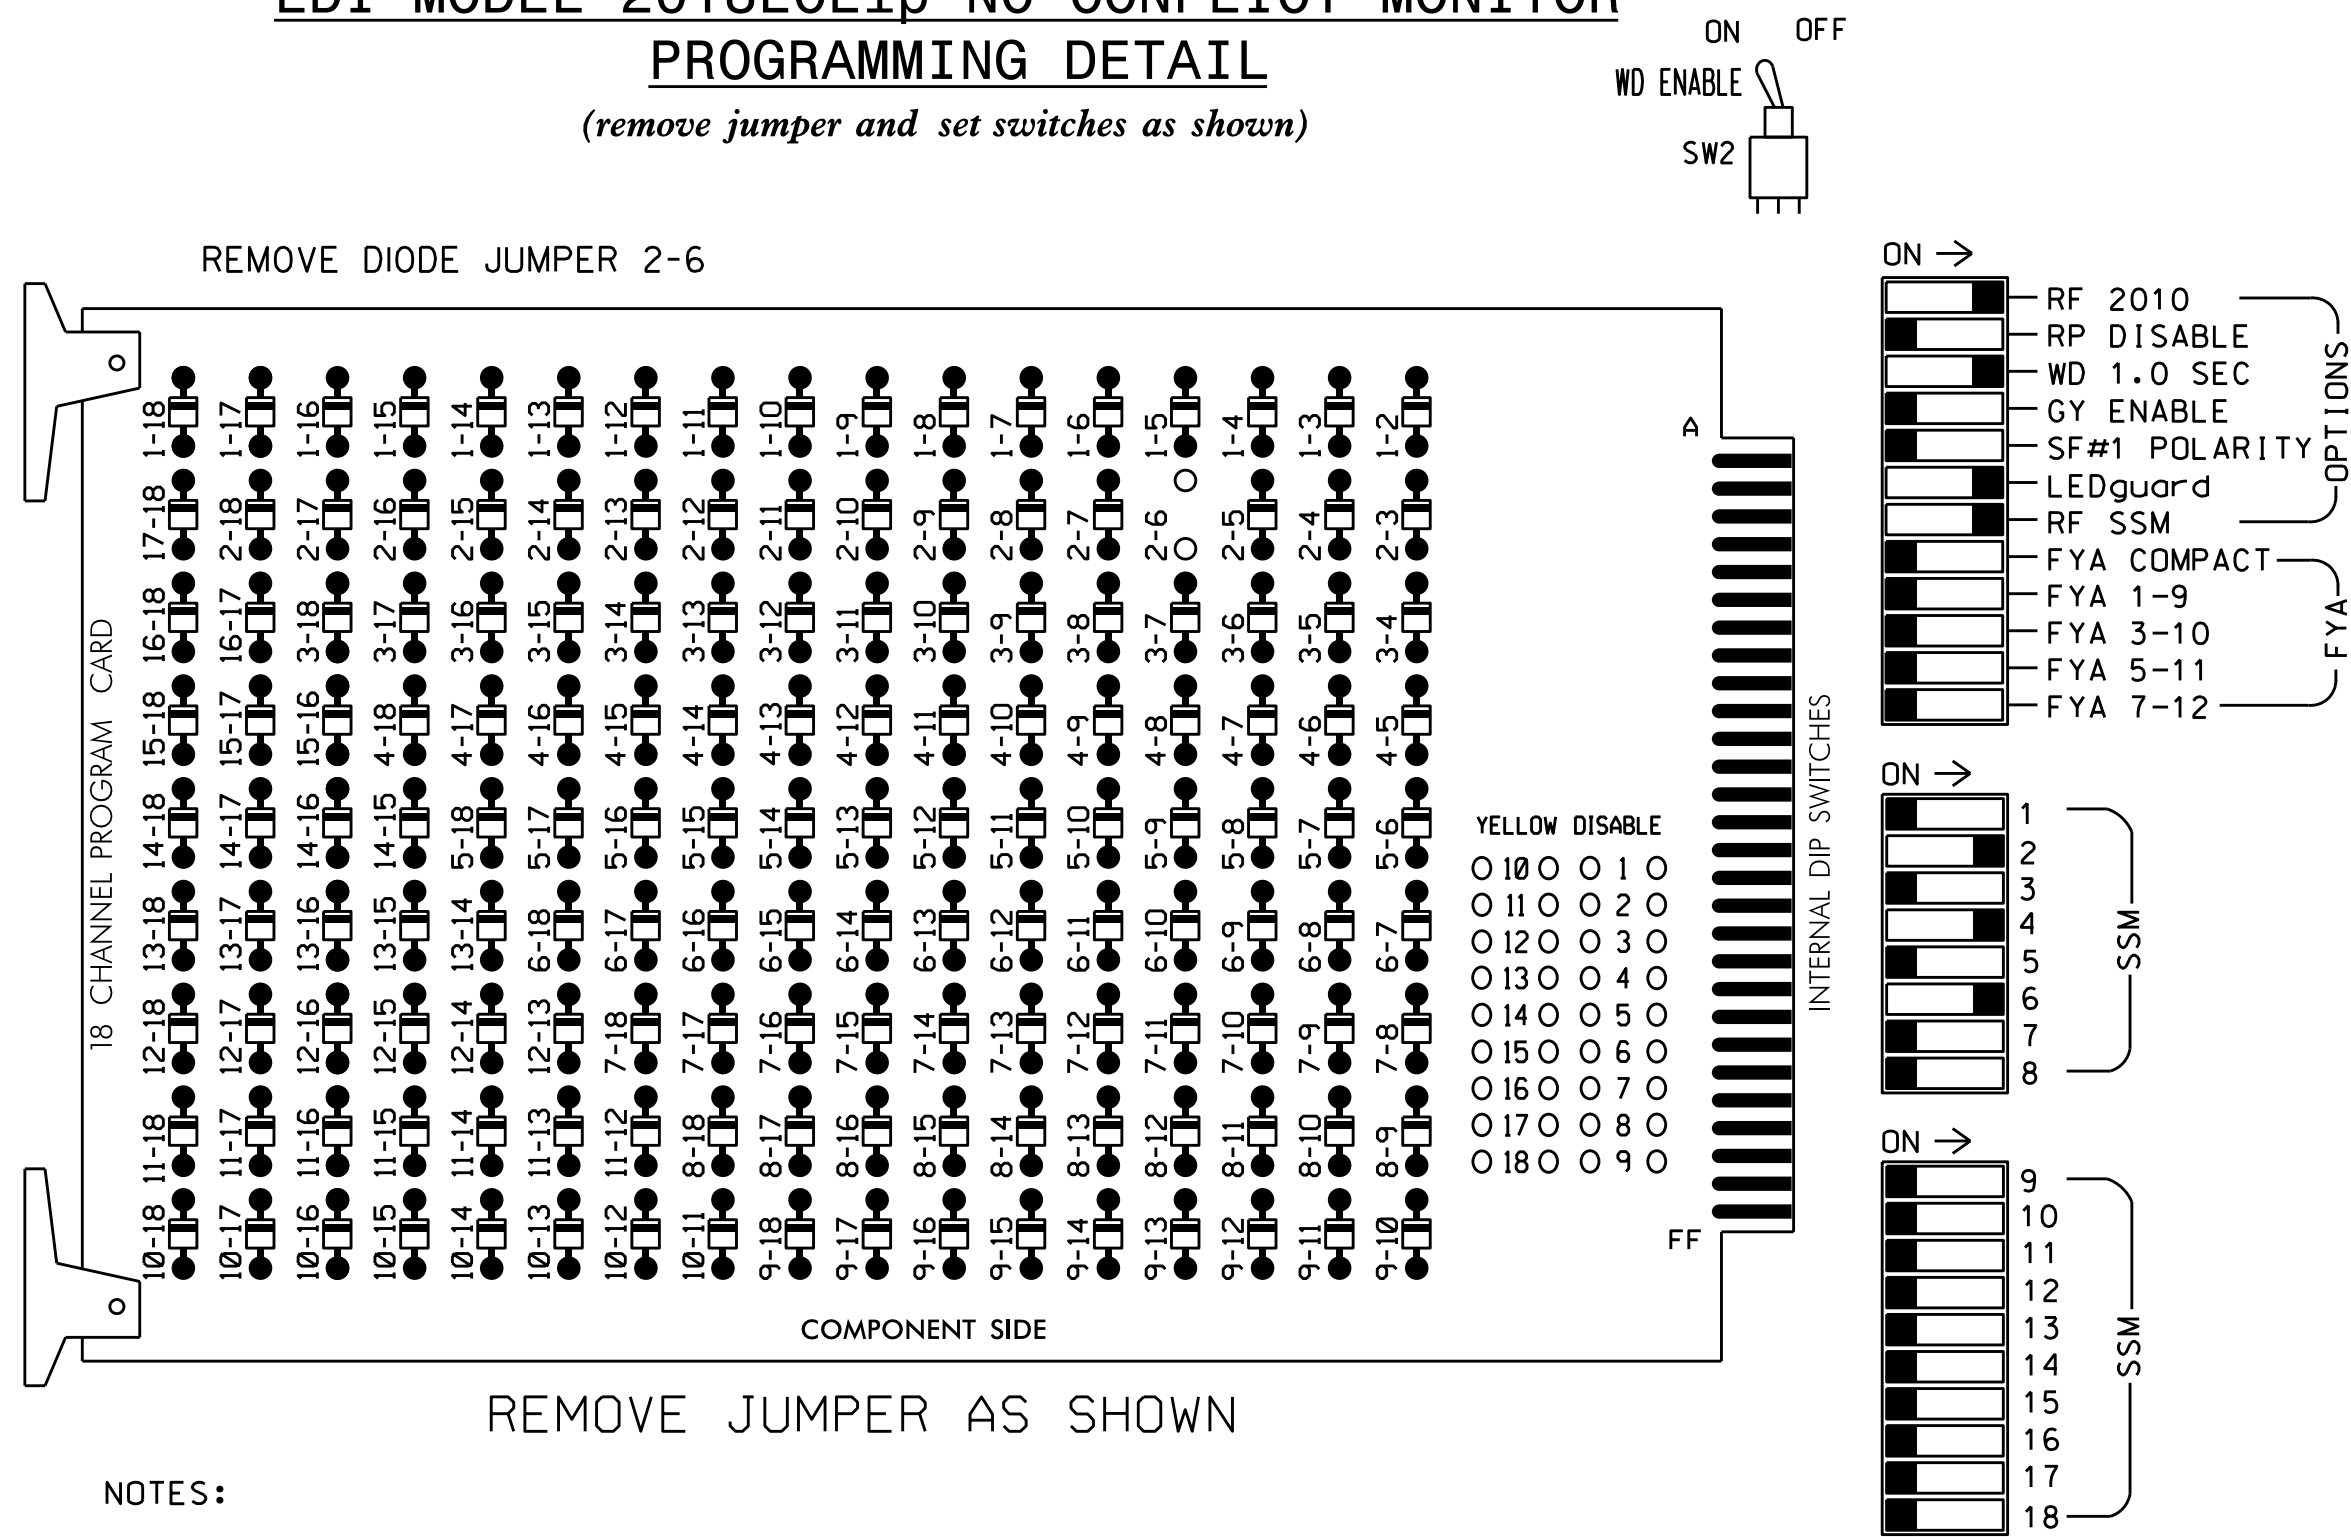 PROGRAMMING DETAIL
(remove jumper and set switches as shown)
ON OFF
WD ENABLE
SW2
REMOVE DIODE JUMPER 2-6
18 CHANNEL PROGRAM CARD
1-18 1-17 1-16 1-15 1-14 1-13 1-12 1-11 1-10 1-9 1-8 1-7 1-6 1-5 1-4 1-3 1-2
17-18 2-18 2-17 2-16 2-15 2-14 2-13 2-12 2-11 2-10 2-9 2-8 2-7 2-6 2-5 2-4 2-3
16-18 16-17 3-18 3-17 3-16 3-15 3-14 3-13 3-12 3-11 3-10 3-9 3-8 3-7 3-6 3-5 3-4
15-18 15-17 15-16 4-18 4-17 4-16 4-15 4-14 4-13 4-12 4-11 4-10 4-9 4-8 4-7 4-6 4-5
14-18 14-17 14-16 14-15 5-18 5-17 5-16 5-15 5-14 5-13 5-12 5-11 5-10 5-9 5-8 5-7 5-6
13-18 13-17 13-16 13-15 13-14 6-18 6-17 6-16 6-15 6-14 6-13 6-12 6-11 6-10 6-9 6-8 6-7
12-18 12-17 12-16 12-15 12-14 12-13 7-18 7-17 7-16 7-15 7-14 7-13 7-12 7-11 7-10 7-9 7-8
11-18 11-17 11-16 11-15 11-14 11-13 11-12 8-18 8-17 8-16 8-15 8-14 8-13 8-12 8-11 8-10 8-9
10-18 10-17 10-16 10-15 10-14 10-13 10-12 10-11 9-18 9-17 9-16 9-15 9-14 9-13 9-12 9-11 9-10
YELLOW DISABLE
10 1
11 2
12 3
13 4
14 5
15 6
16 7
17 8
18 9
A
FF
COMPONENT SIDE
INTERNAL DIP SWITCHES
ON
RF 2010
RP DISABLE
WD 1.0 SEC
GY ENABLE
SF#1 POLARITY
LEDguard
RF SSM
OPTIONS
FYA COMPACT
FYA 1-9
FYA 3-10
FYA 5-11
FYA 7-12
FYA
ON
1
2
3
4
5
6
7
8
SSM
ON
9
10
11
12
13
14
15
16
17
18
SSM
REMOVE JUMPER AS SHOWN
NOTES: